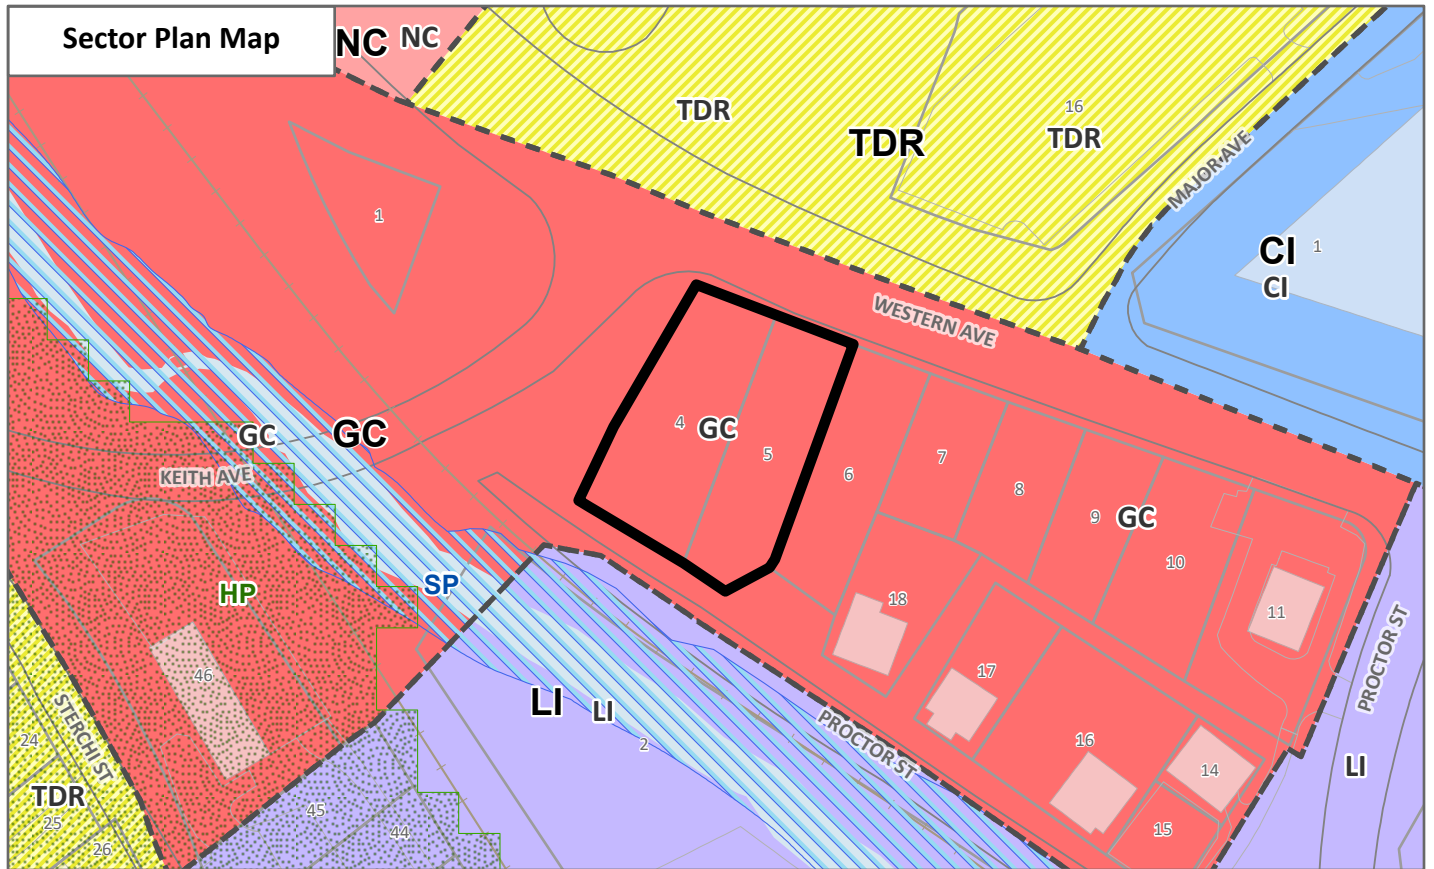 Sector Plan Map
NC
NC
TDR
TDR
16
TDR
MAJOR AVE
1
CI
1
CI
WESTERN AVE
4
GC
5
6
7
8
9
GC
10
11
GC
GC
KEITH AVE
HP
SP
46
18
17
16
14
15
PROCTOR ST
PROCTOR ST
LI
LI
LI
2
STERCHI ST
24
TDR
25
26
45
44